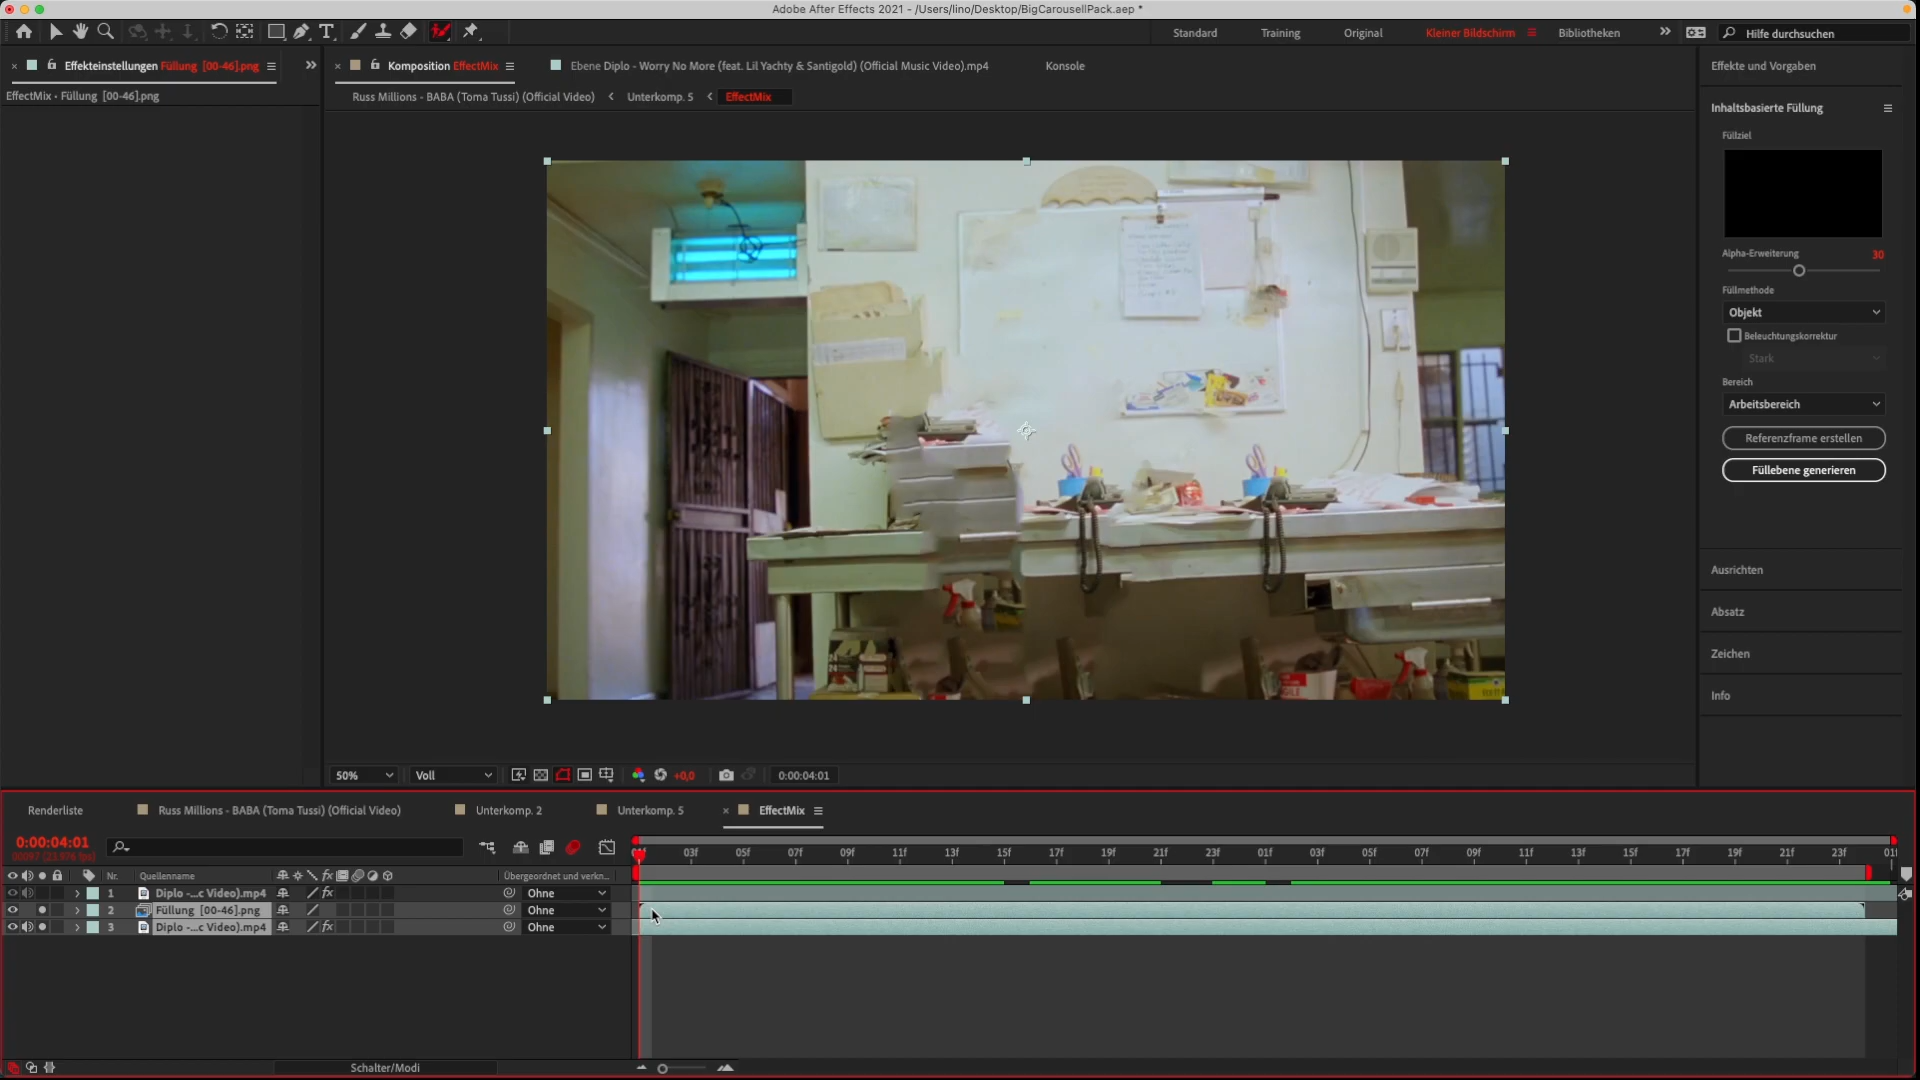 Adobe After Effects 2021 - /Users/lino/Desktop/BigCarousellPack.aep *
Standard
Training
Original
Kleiner Bildschirm
Bibliotheken
Hilfe durchsuchen
Effekteinstellungen Füllung [00-46].png
Komposition EffectMix
Ebene Diplo - Worry No More (feat. Lil Yachty & Santigold) (Official Music Video).mp4
Konsole
Effekte und Vorgaben
EffectMix • Füllung [00-46].png
Russ Millions - BABA (Toma Tussi) (Official Video)
Unterkomp. 5
EffectMix
Inhaltsbasierte Füllung
Füllziel
Alpha-Erweiterung
30
Füllmethode
Objekt
Beleuchtungskorrektur
Stark
Bereich
Arbeitsbereich
Referenzframe erstellen
Füllebene generieren
Ausrichten
Absatz
Zeichen
Info
50%
Voll
+0,0
0:00:04:01
Renderliste
Russ Millions - BABA (Toma Tussi) (Official Video)
Unterkomp. 2
Unterkomp. 5
EffectMix
0:00:04:01
00097 (23.976 fps)
03f 05f 07f 09f 11f 13f 15f 17f 19f 21f 23f 01f 03f 05f 07f 09f 11f 13f 15f 17f 19f 21f 23f
Nr.
Quellenname
Übergeordnet und verkn...
1
Diplo -...c Video).mp4
Ohne
2
Füllung [00-46].png
Ohne
3
Diplo -...c Video).mp4
Ohne
Schalter/Modi